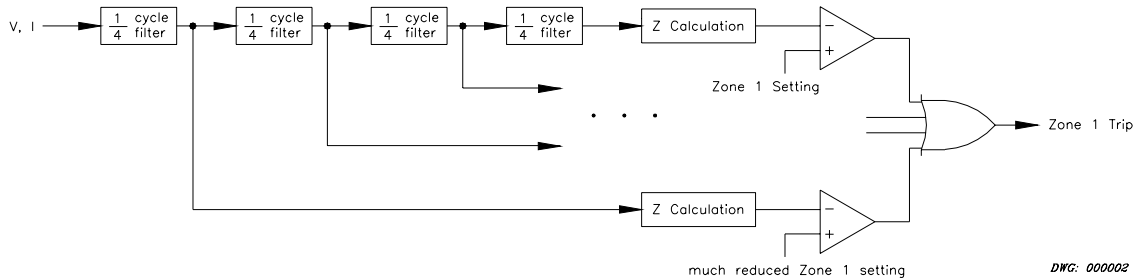 V, I
1/4 cycle filter
1/4 cycle filter
1/4 cycle filter
1/4 cycle filter
Z Calculation
−
+
Zone 1 Setting
. . .
Zone 1 Trip
Z Calculation
−
+
much reduced Zone 1 setting
DWG: 000002